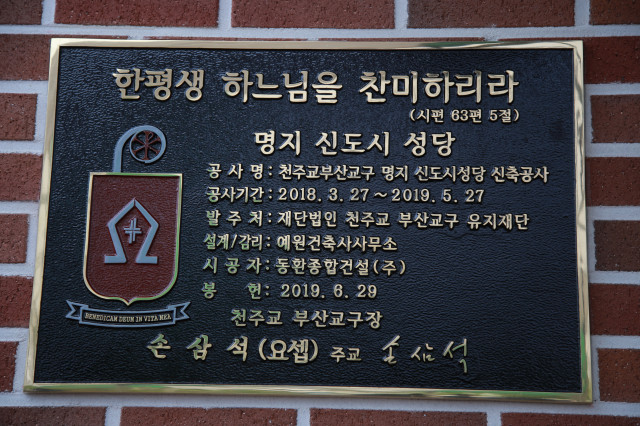 한평생 하느님을 찬미하리라
(시편 63편 5절)
명지 신도시 성당
공 사 명 : 천주교부산교구 명지 신도시성당 신축공사
공사기간 : 2018. 3. 27 ~ 2019. 5. 27
발 주 처 : 재단법인 천주교 부산교구 유지재단
설계/감리 : 예원건축사사무소
시 공 자 : 동환종합건설(주)
봉 헌 : 2019. 6. 29
천주교 부산교구장
손 삼 석 (요셉) 주교 손삼석
BENEDICAM DEUM IN VITA MEA